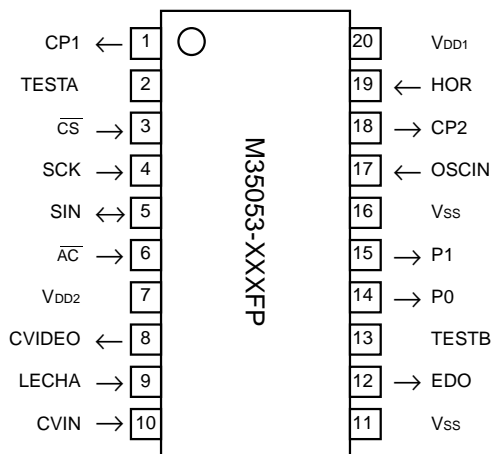 CP1 ← 1 20 VDD1
TESTA 2 19 ← HOR
C̅S̅ → 3 18 → CP2
SCK → 4 17 ← OSCIN
SIN ↔ 5 16 VSS
A̅C̅ → 6 15 → P1
VDD2 7 14 → P0
CVIDEO ← 8 13 TESTB
LECHA → 9 12 → EDO
CVIN → 10 11 VSS
M35053-XXXFP